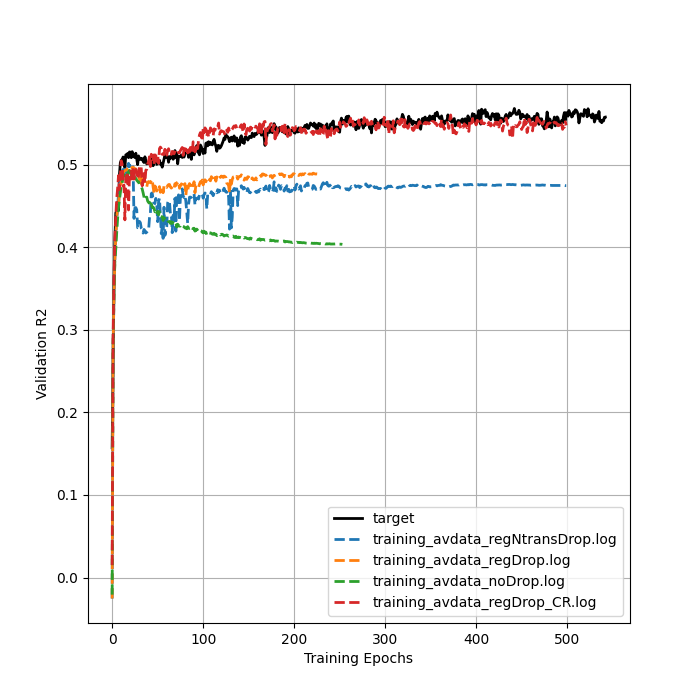 Validation R2
0.5
0.4
0.3
0.2
0.1
0.0
target
training_avdata_regNtransDrop.log
training_avdata_regDrop.log
training_avdata_noDrop.log
training_avdata_regDrop_CR.log
0 100 200 300 400 500
Training Epochs